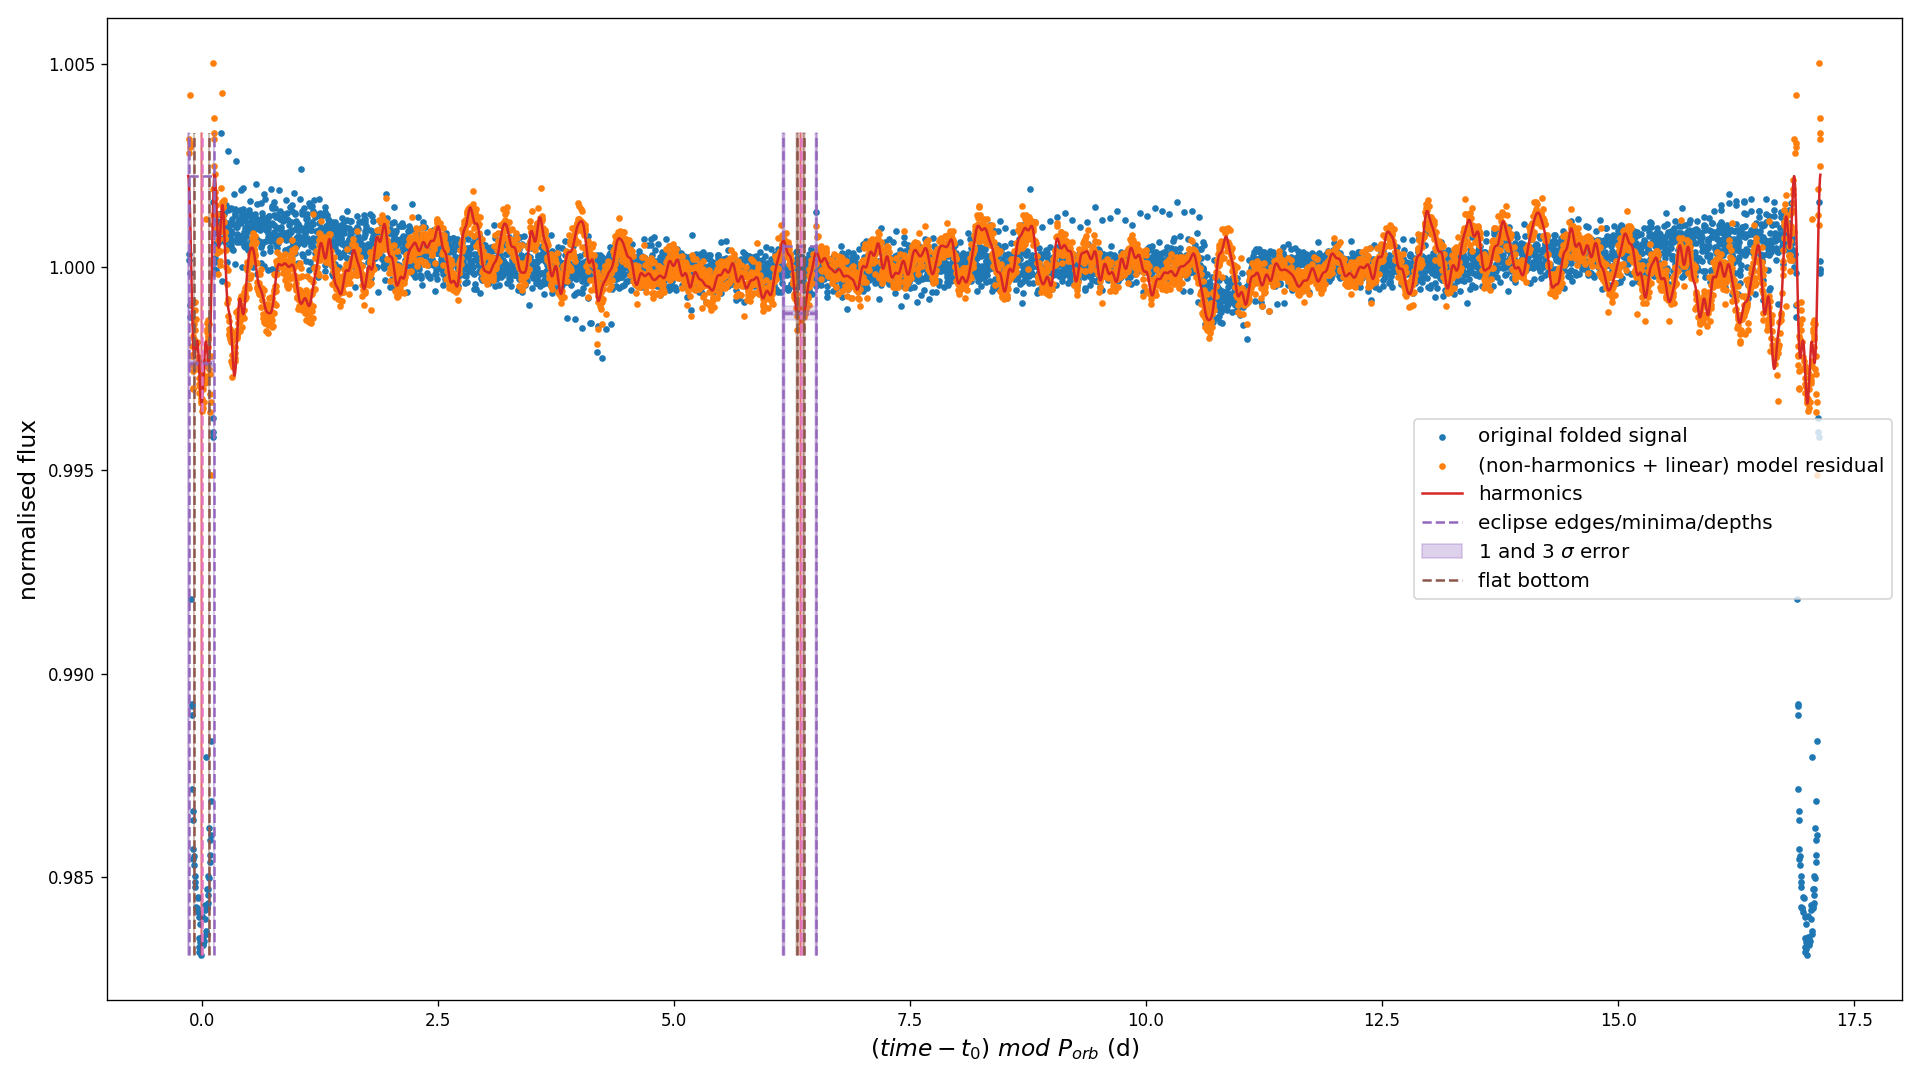 1.005
1.000
0.995
0.990
0.985
normalised flux
original folded signal
(non-harmonics + linear) model residual
harmonics
eclipse edges/minima/depths
1 and 3 σ error
flat bottom
0.0 2.5 5.0 7.5 10.0 12.5 15.0 17.5
(time − t₀) mod Pₒᵣᵦ (d)